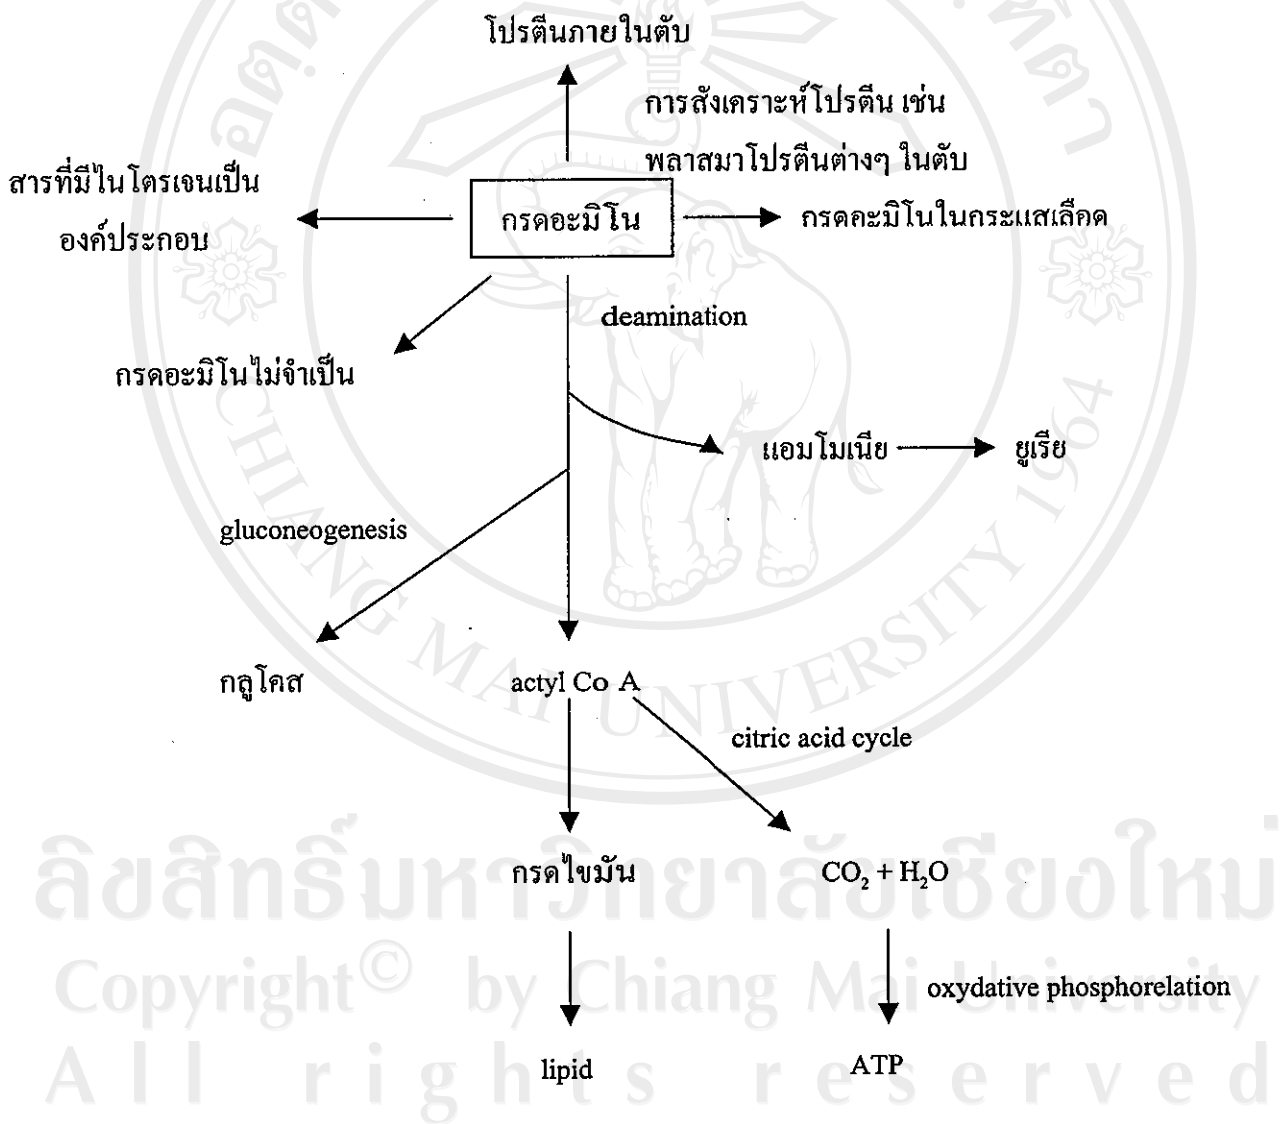 โปรตีนภายในตับ
การสังเคราะห์โปรตีน เช่น
พลาสมาโปรตีนต่างๆ ในตับ
สารที่มีไนโตรเจนเป็น
องค์ประกอบ
กรดอะมิโน
กรดอะมิโนในกระแสเลือด
deamination
กรดอะมิโนไม่จำเป็น
แอมโมเนีย
ยูเรีย
gluconeogenesis
กลูโคส
actyl Co A
citric acid cycle
กรดไขมัน
CO₂ + H₂O
oxydative phosphorelation
lipid
ATP
CHIANG MAI UNIVERSITY 1964
ลิขสิทธิ์มหาวิทยาลัยเชียงใหม่
Copyright© by Chiang Mai University
All rights reserved